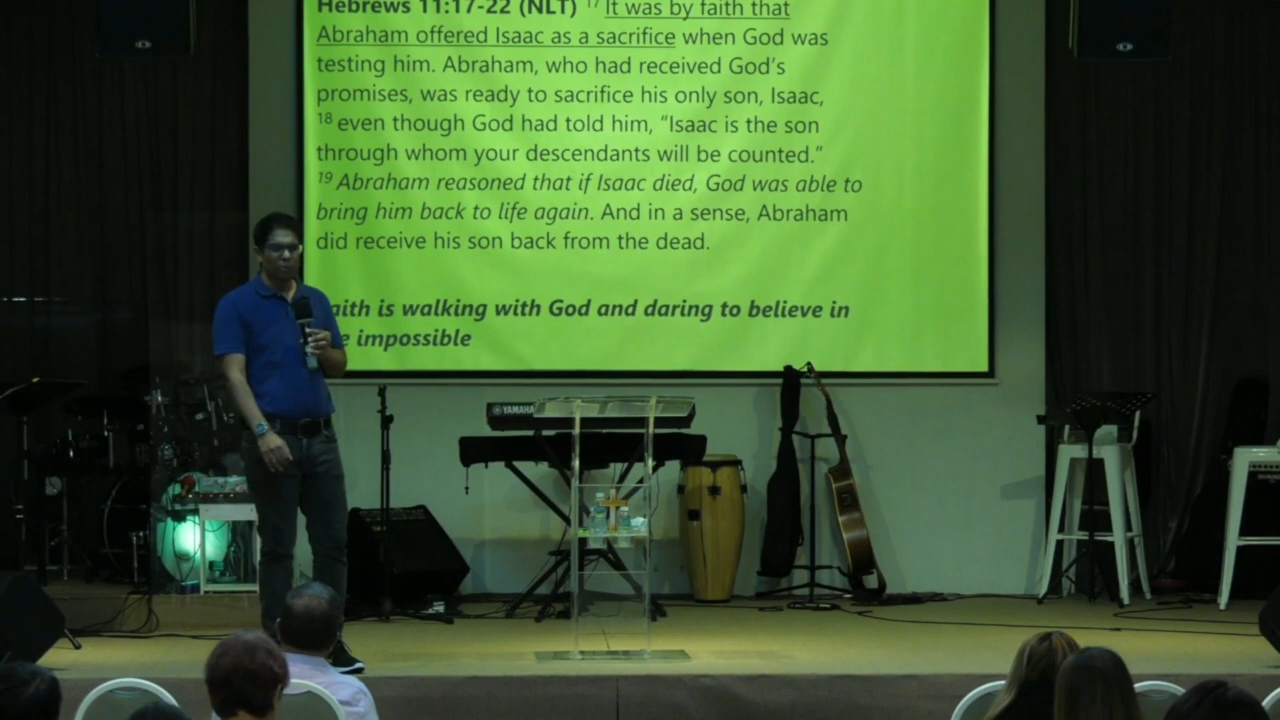 Hebrews 11:17-22 (NLT) 17 It was by faith that
Abraham offered Isaac as a sacrifice when God was
testing him. Abraham, who had received God's
promises, was ready to sacrifice his only son, Isaac,
18 even though God had told him, "Isaac is the son
through whom your descendants will be counted."
19 Abraham reasoned that if Isaac died, God was able to
bring him back to life again. And in a sense, Abraham
did receive his son back from the dead.
aith is walking with God and daring to believe in
e impossible
YAMAHA